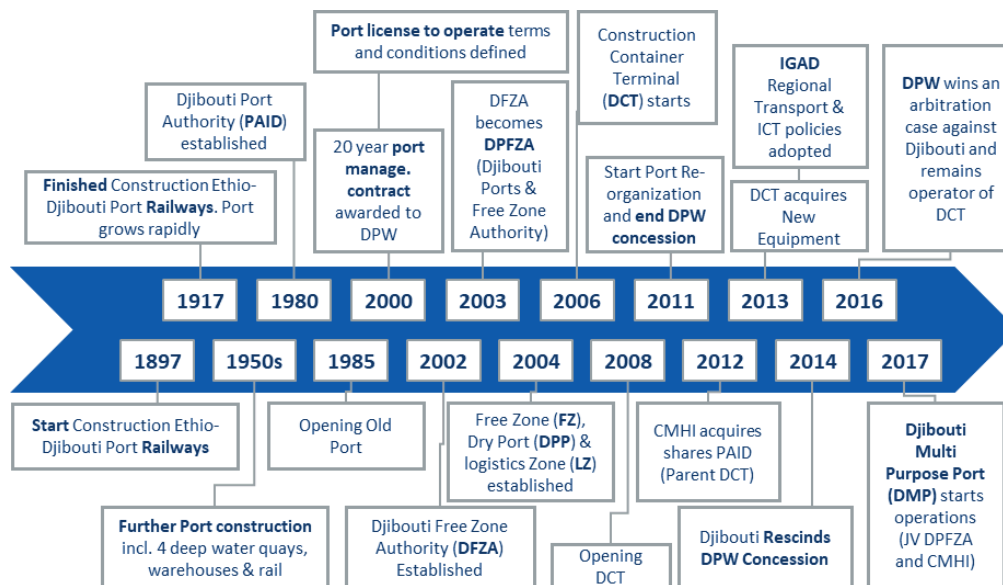 Port license to operate terms
and conditions defined
Construction
Container
Terminal
(DCT) starts
IGAD
Regional
Transport &
ICT policies
adopted
DPW wins an
arbitration
case against
Djibouti and
remains
operator of
DCT
Djibouti Port
Authority (PAID)
established
20 year port
manage.
contract
awarded to
DPW
DFZA
becomes
DPFZA
(Djibouti
Ports &
Free Zone
Authority)
Start Port Re-
organization
and end DPW
concession
DCT acquires
New
Equipment
Finished Construction Ethio-
Djibouti Port Railways. Port
grows rapidly
1917
1980
2000
2003
2006
2011
2013
2016
1897
1950s
1985
2002
2004
2008
2012
2014
2017
Start Construction Ethio-
Djibouti Port Railways
Opening Old
Port
Free Zone (FZ),
Dry Port (DPP) &
logistics Zone (LZ)
established
CMHI acquires
shares PAID
(Parent DCT)
Djibouti
Multi
Purpose Port
(DMP) starts
operations
(JV DPFZA
and CMHI)
Further Port construction
incl. 4 deep water quays,
warehouses & rail
Djibouti Free Zone
Authority (DFZA)
Established
Opening
DCT
Djibouti Rescinds
DPW Concession